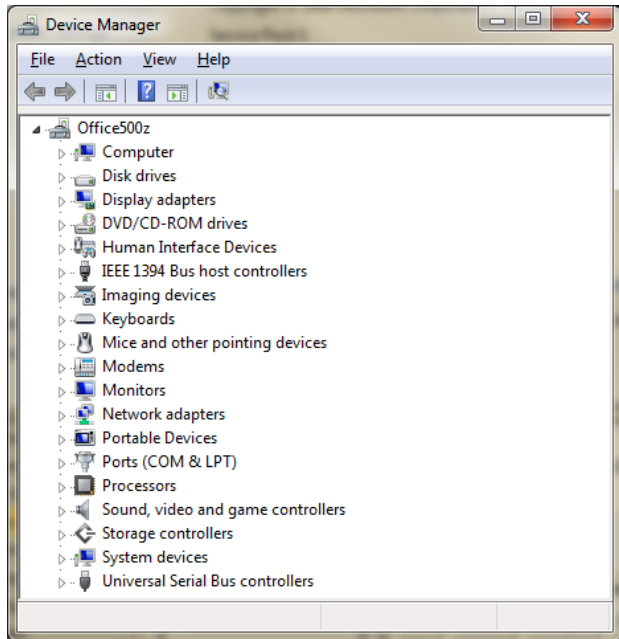 Device Manager
File Action View Help
Office500z
Computer
Disk drives
Display adapters
DVD/CD-ROM drives
Human Interface Devices
IEEE 1394 Bus host controllers
Imaging devices
Keyboards
Mice and other pointing devices
Modems
Monitors
Network adapters
Portable Devices
Ports (COM & LPT)
Processors
Sound, video and game controllers
Storage controllers
System devices
Universal Serial Bus controllers